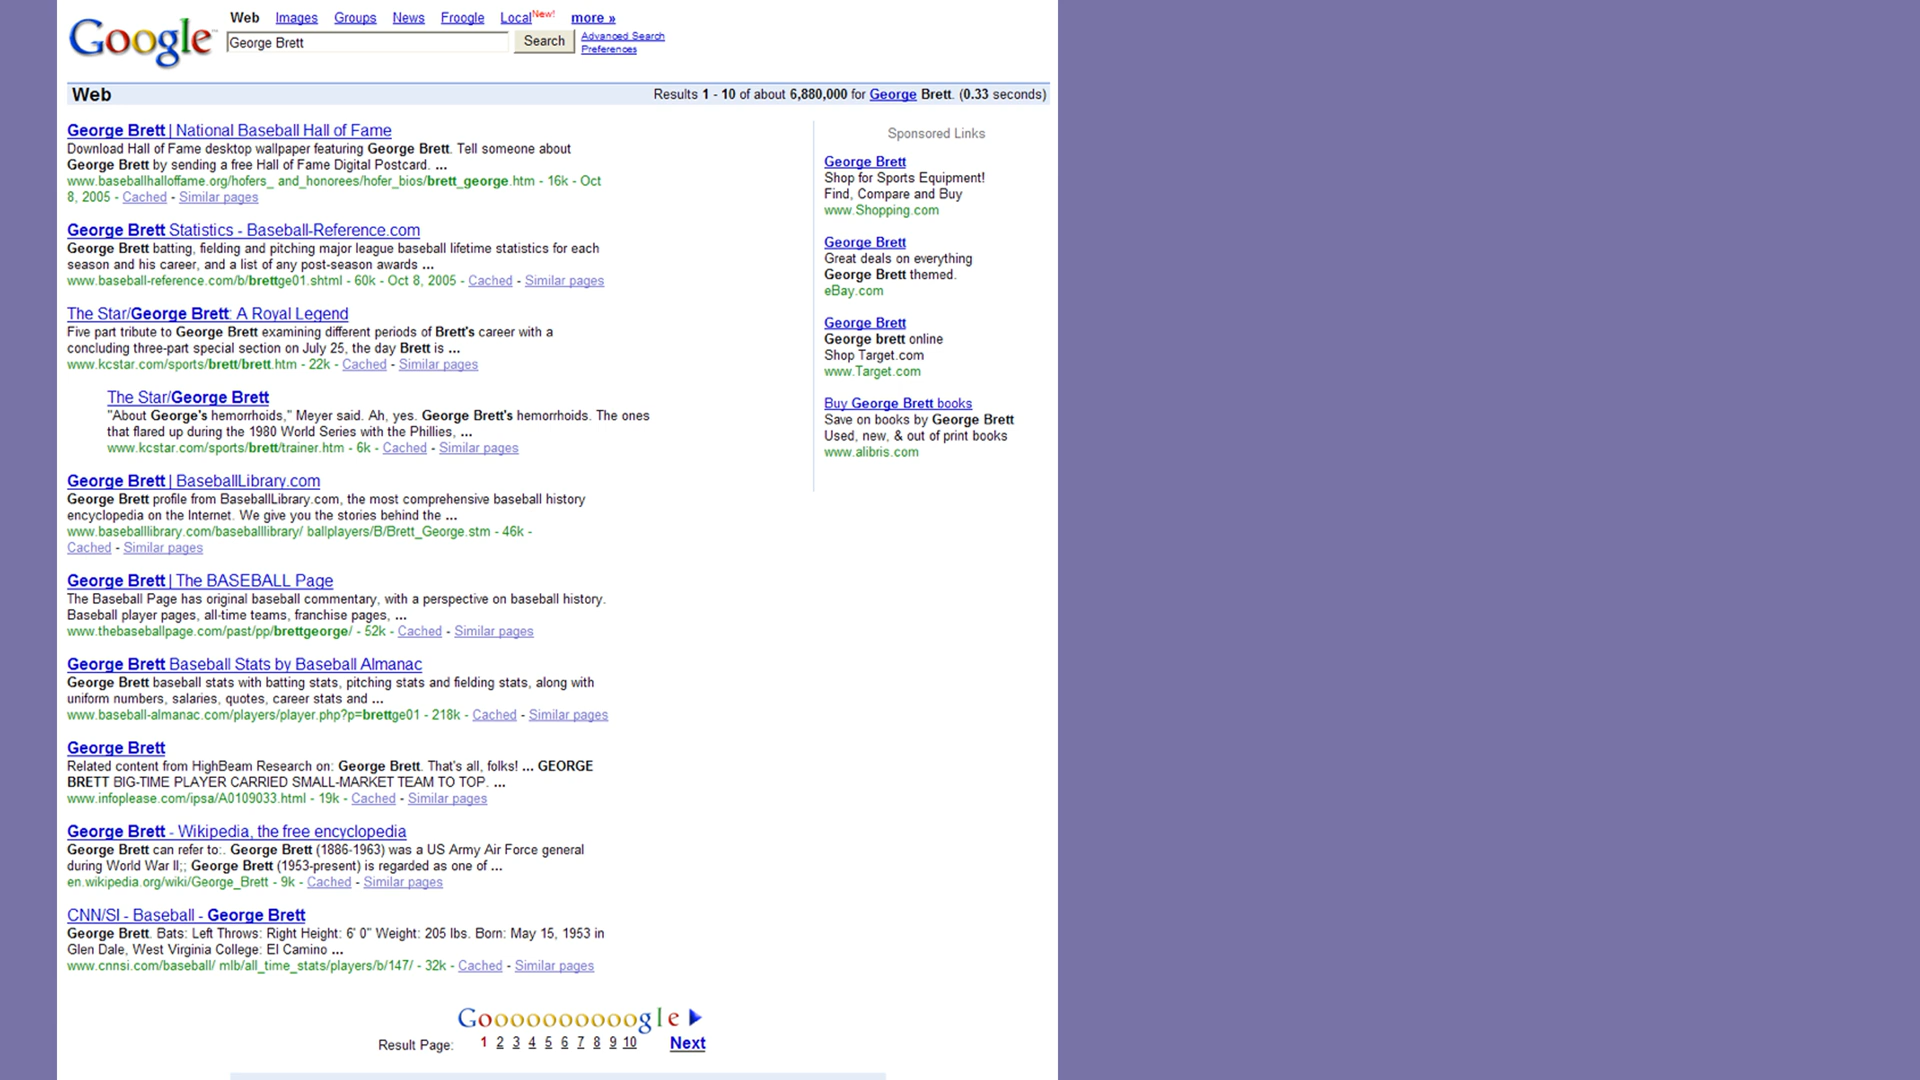 Google™
Web Images Groups News Froogle Local New! more »
George Brett Search Advanced Search
Preferences
Web Results 1 - 10 of about 6,880,000 for George Brett. (0.33 seconds)
George Brett | National Baseball Hall of Fame
Download Hall of Fame desktop wallpaper featuring George Brett. Tell someone about
George Brett by sending a free Hall of Fame Digital Postcard. ...
www.baseballhalloffame.org/hofers_ and_honorees/hofer_bios/brett_george.htm - 16k - Oct
8, 2005 - Cached - Similar pages
George Brett Statistics - Baseball-Reference.com
George Brett batting, fielding and pitching major league baseball lifetime statistics for each
season and his career, and a list of any post-season awards ...
www.baseball-reference.com/b/brettge01.shtml - 60k - Oct 8, 2005 - Cached - Similar pages
The Star/George Brett: A Royal Legend
Five part tribute to George Brett examining different periods of Brett's career with a
concluding three-part special section on July 25, the day Brett is ...
www.kcstar.com/sports/brett/brett.htm - 22k - Cached - Similar pages
The Star/George Brett
"About George's hemorrhoids," Meyer said. Ah, yes. George Brett's hemorrhoids. The ones
that flared up during the 1980 World Series with the Phillies, ...
www.kcstar.com/sports/brett/trainer.htm - 6k - Cached - Similar pages
George Brett | BaseballLibrary.com
George Brett profile from BaseballLibrary.com, the most comprehensive baseball history
encyclopedia on the Internet. We give you the stories behind the ...
www.baseballlibrary.com/baseballlibrary/ ballplayers/B/Brett_George.stm - 46k -
Cached - Similar pages
George Brett | The BASEBALL Page
The Baseball Page has original baseball commentary, with a perspective on baseball history.
Baseball player pages, all-time teams, franchise pages, ...
www.thebaseballpage.com/past/pp/brettgeorge/ - 52k - Cached - Similar pages
George Brett Baseball Stats by Baseball Almanac
George Brett baseball stats with batting stats, pitching stats and fielding stats, along with
uniform numbers, salaries, quotes, career stats and ...
www.baseball-almanac.com/players/player.php?p=brettge01 - 218k - Cached - Similar pages
George Brett
Related content from HighBeam Research on: George Brett. That's all, folks! ... GEORGE
BRETT BIG-TIME PLAYER CARRIED SMALL-MARKET TEAM TO TOP. ...
www.infoplease.com/ipsa/A0109033.html - 19k - Cached - Similar pages
George Brett - Wikipedia, the free encyclopedia
George Brett can refer to:. George Brett (1886-1963) was a US Army Air Force general
during World War II;; George Brett (1953-present) is regarded as one of ...
en.wikipedia.org/wiki/George_Brett - 9k - Cached - Similar pages
CNN/SI - Baseball - George Brett
George Brett. Bats: Left Throws: Right Height: 6' 0" Weight: 205 lbs. Born: May 15, 1953 in
Glen Dale, West Virginia College: El Camino ...
www.cnnsi.com/baseball/ mlb/all_time_stats/players/b/147/ - 32k - Cached - Similar pages
Sponsored Links
George Brett
Shop for Sports Equipment!
Find, Compare and Buy
www.Shopping.com
George Brett
Great deals on everything
George Brett themed.
eBay.com
George Brett
George brett online
Shop Target.com
www.Target.com
Buy George Brett books
Save on books by George Brett
Used, new, & out of print books
www.alibris.com
Goooooooooogle
Result Page: 1 2 3 4 5 6 7 8 9 10 Next